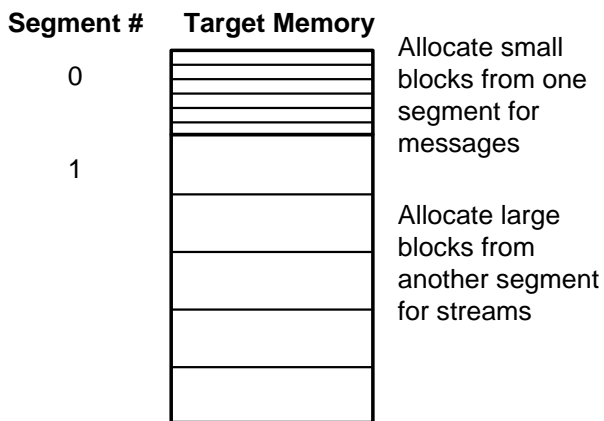 Segment # Target Memory
0
Allocate small
blocks from one
segment for
messages
1
Allocate large
blocks from
another segment
for streams